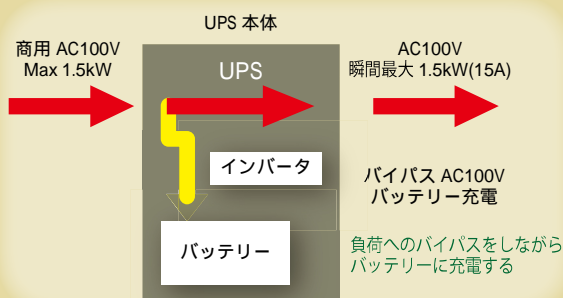 UPS 本体
商用 AC100V
Max 1.5kW
UPS
AC100V
瞬間最大 1.5kW(15A)
インバータ
バイパス AC100V
バッテリー充電
バッテリー
負荷へのバイパスをしながら
バッテリーに充電する